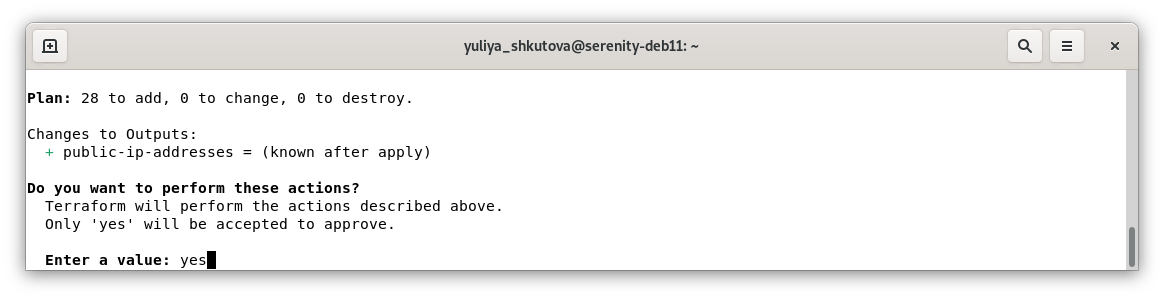 yuliya_shkutova@serenity-deb11: ~
Plan: 28 to add, 0 to change, 0 to destroy.
Changes to Outputs:
+ public-ip-addresses = (known after apply)
Do you want to perform these actions?
Terraform will perform the actions described above.
Only 'yes' will be accepted to approve.
Enter a value: yes